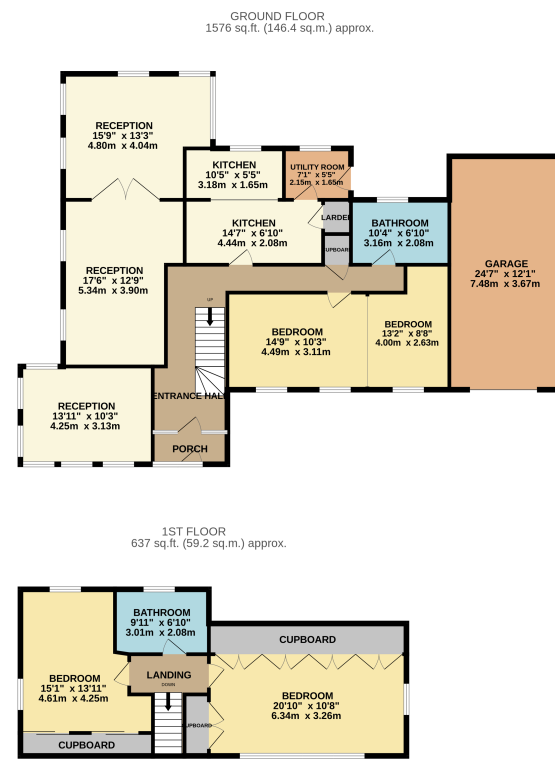 GROUND FLOOR
1576 sq.ft. (146.4 sq.m.) approx.
RECEPTION
15'9" x 13'3"
4.80m x 4.04m
KITCHEN
10'5" x 5'5"
3.18m x 1.65m
UTILITY ROOM
7'1" x 5'5"
2.15m x 1.65m
KITCHEN
14'7" x 6'10"
4.44m x 2.08m
LARDER
BATHROOM
10'4" x 6'10"
3.16m x 2.08m
CUPBOARD
GARAGE
24'7" x 12'1"
7.48m x 3.67m
RECEPTION
17'6" x 12'9"
5.34m x 3.90m
UP
BEDROOM
14'9" x 10'3"
4.49m x 3.11m
BEDROOM
13'2" x 8'8"
4.00m x 2.63m
RECEPTION
13'11" x 10'3"
4.25m x 3.13m
ENTRANCE HALL
PORCH
1ST FLOOR
637 sq.ft. (59.2 sq.m.) approx.
BATHROOM
9'11" x 6'10"
3.01m x 2.08m
CUPBOARD
BEDROOM
15'1" x 13'11"
4.61m x 4.25m
LANDING
DOWN
BEDROOM
20'10" x 10'8"
6.34m x 3.26m
CUPBOARD
CUPBOARD